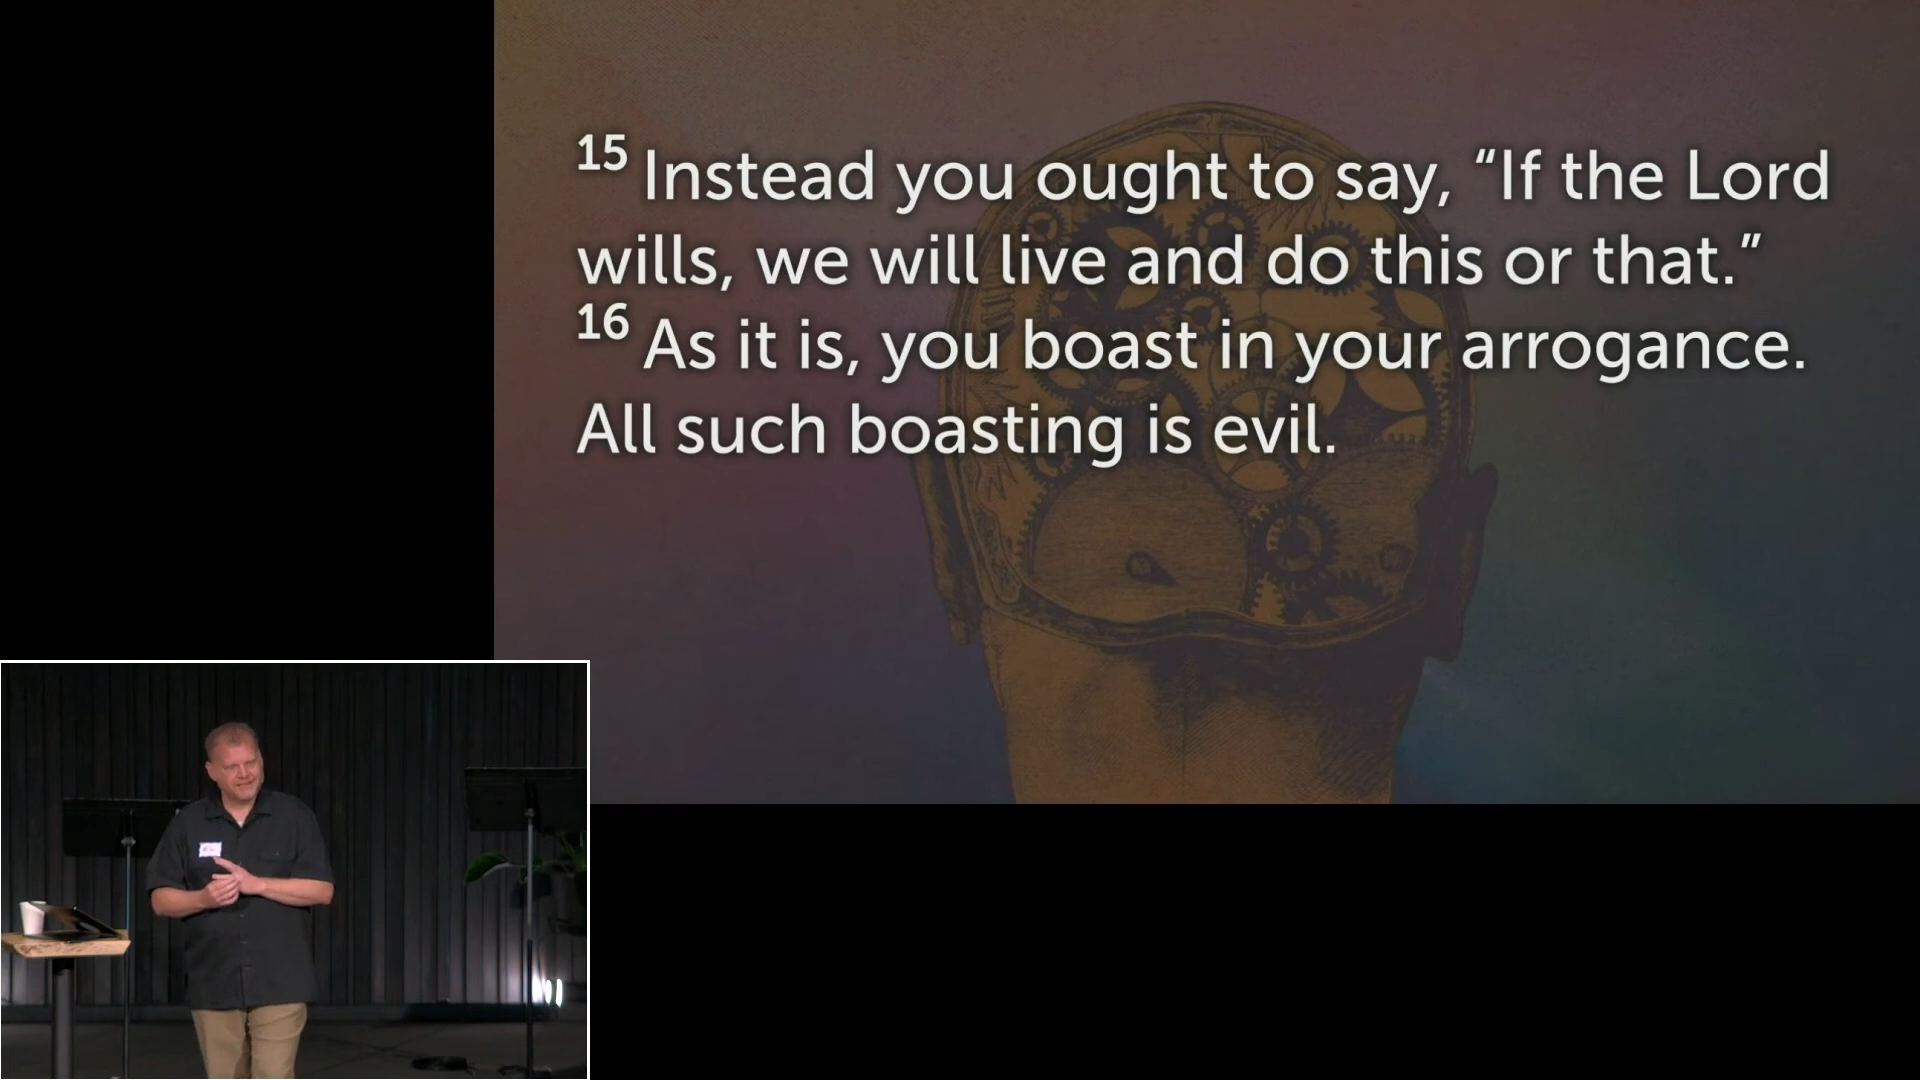 15 Instead you ought to say, “If the Lord
wills, we will live and do this or that.”
16 As it is, you boast in your arrogance.
All such boasting is evil.